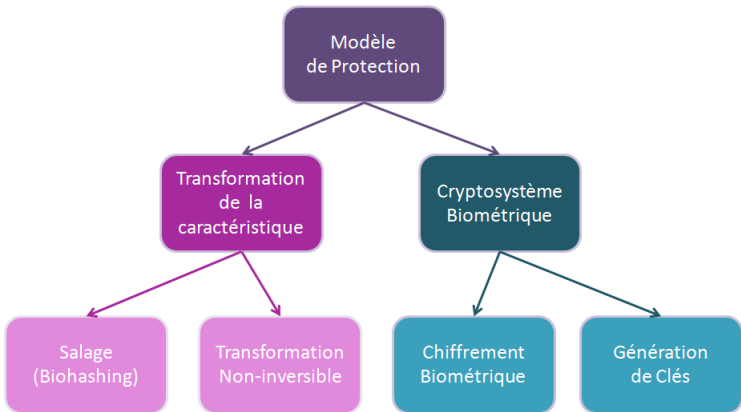 Modèle
de Protection
Transformation
de la
caractéristique
Cryptosystème
Biométrique
Salage
(Biohashing)
Transformation
Non-inversible
Chiffrement
Biométrique
Génération
de Clés